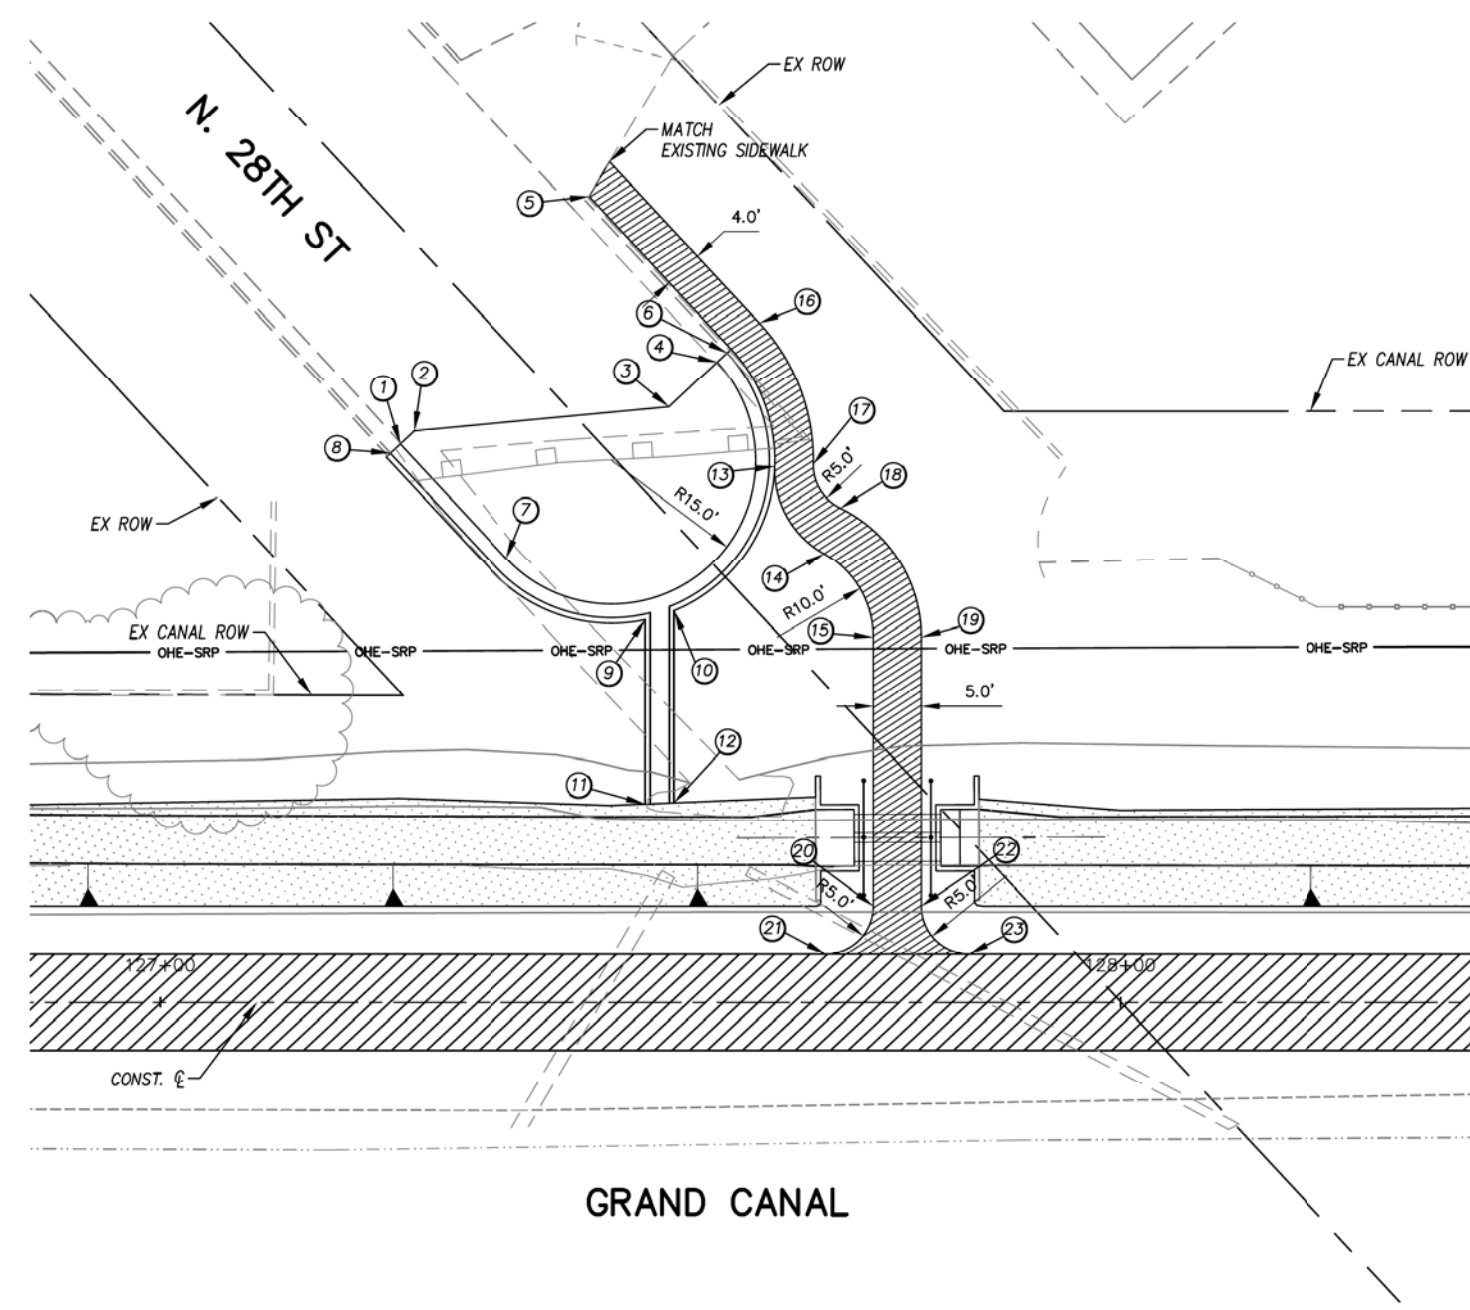 EX ROW
N. 28TH ST
MATCH
EXISTING SIDEWALK
5
4.0'
16
6
4
EX CANAL ROW
3
2
1
17
8
R5.0'
13
18
R15.0'
7
EX ROW
14
R10.0'
EX CANAL ROW
15
19
OHE-SRP
OHE-SRP
OHE-SRP
OHE-SRP
OHE-SRP
OHE-SRP
9
10
5.0'
12
11
20
22
R5.0'
R5.0'
21
23
127+00
128+00
CONST. ℄
GRAND CANAL